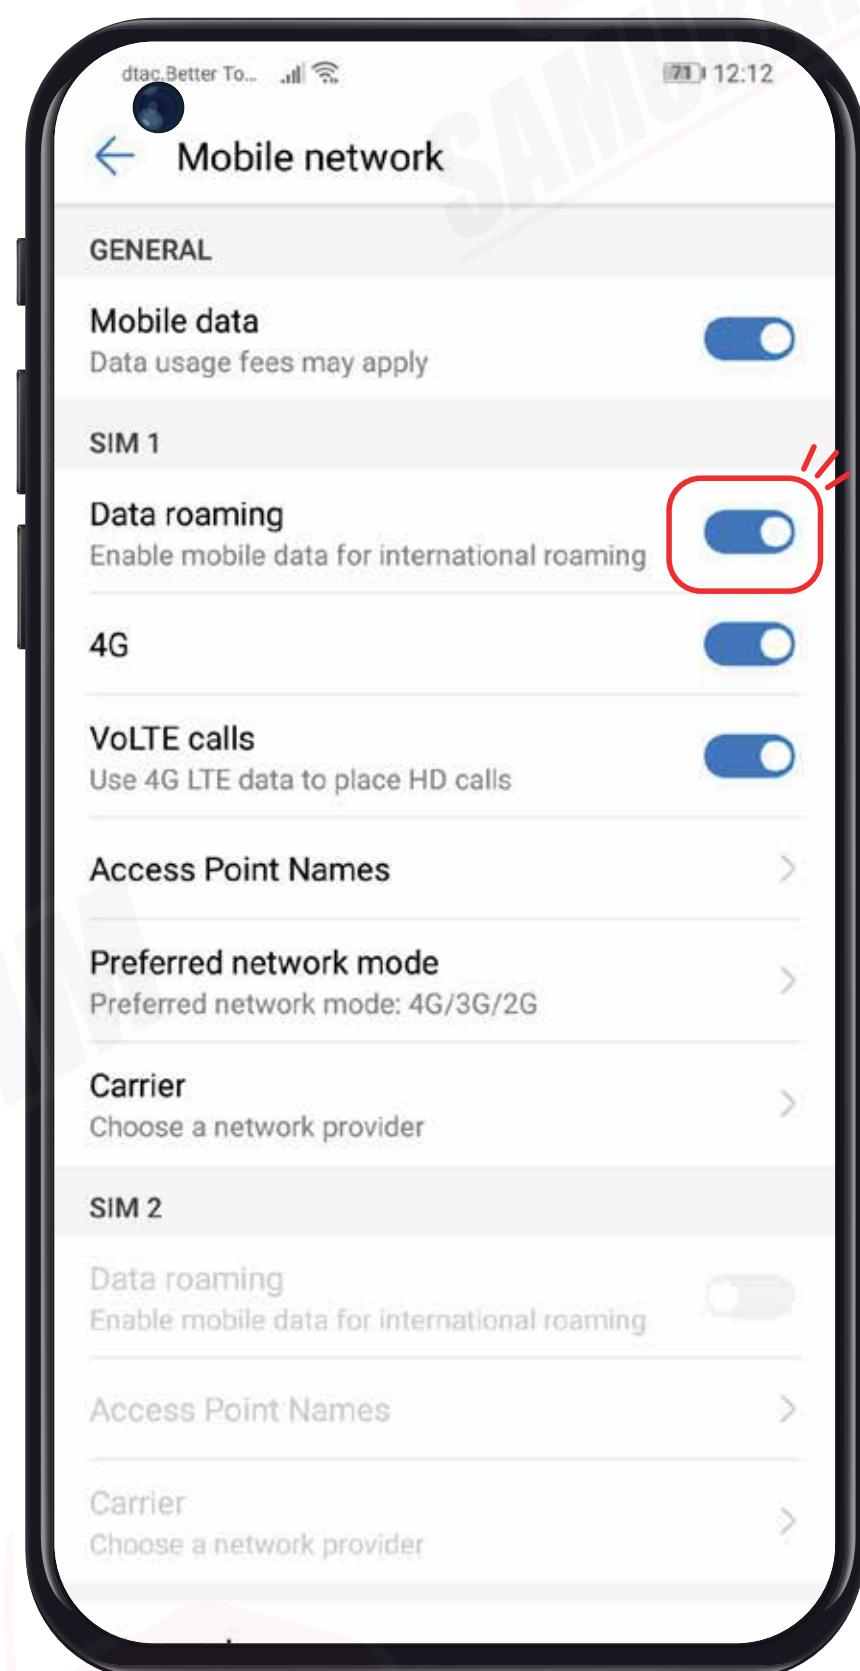 dtac.Better To...
71 12:12
Mobile network
GENERAL
Mobile data
Data usage fees may apply
SIM 1
Data roaming
Enable mobile data for international roaming
4G
VoLTE calls
Use 4G LTE data to place HD calls
Access Point Names
Preferred network mode
Preferred network mode: 4G/3G/2G
Carrier
Choose a network provider
SIM 2
Data roaming
Enable mobile data for international roaming
Access Point Names
Carrier
Choose a network provider